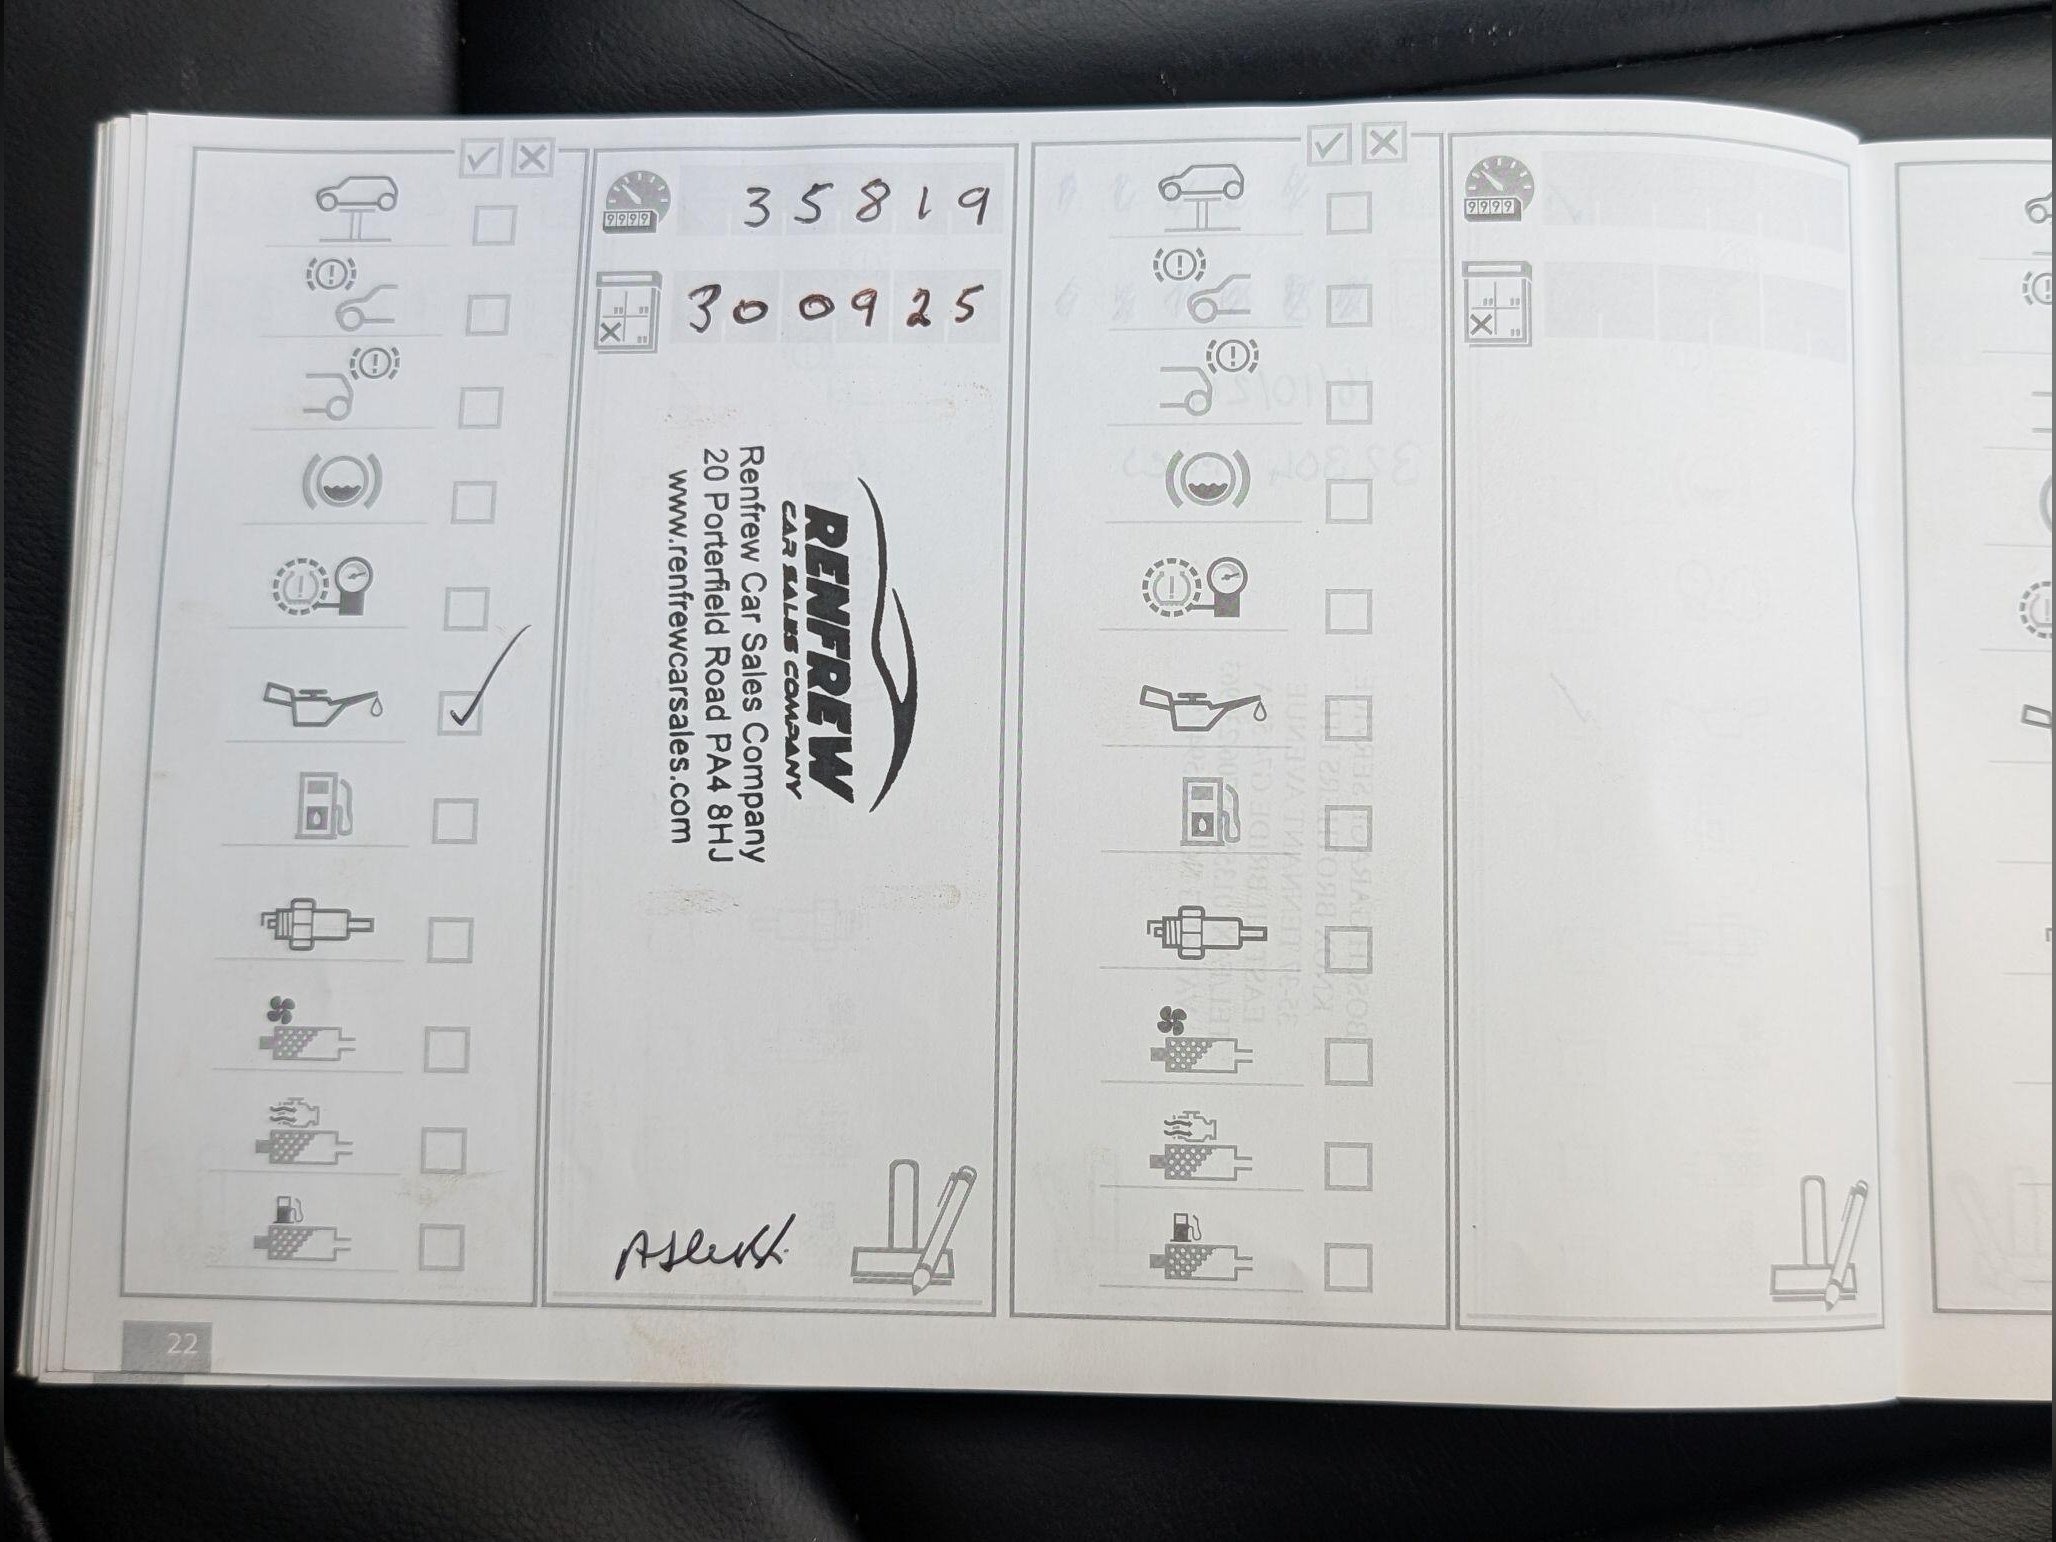 35819
300925
RENFREW
CAR SALES COMPANY
Renfrew Car Sales Company
20 Porterfield Road PA4 8HJ
www.renfrewcarsales.com
22